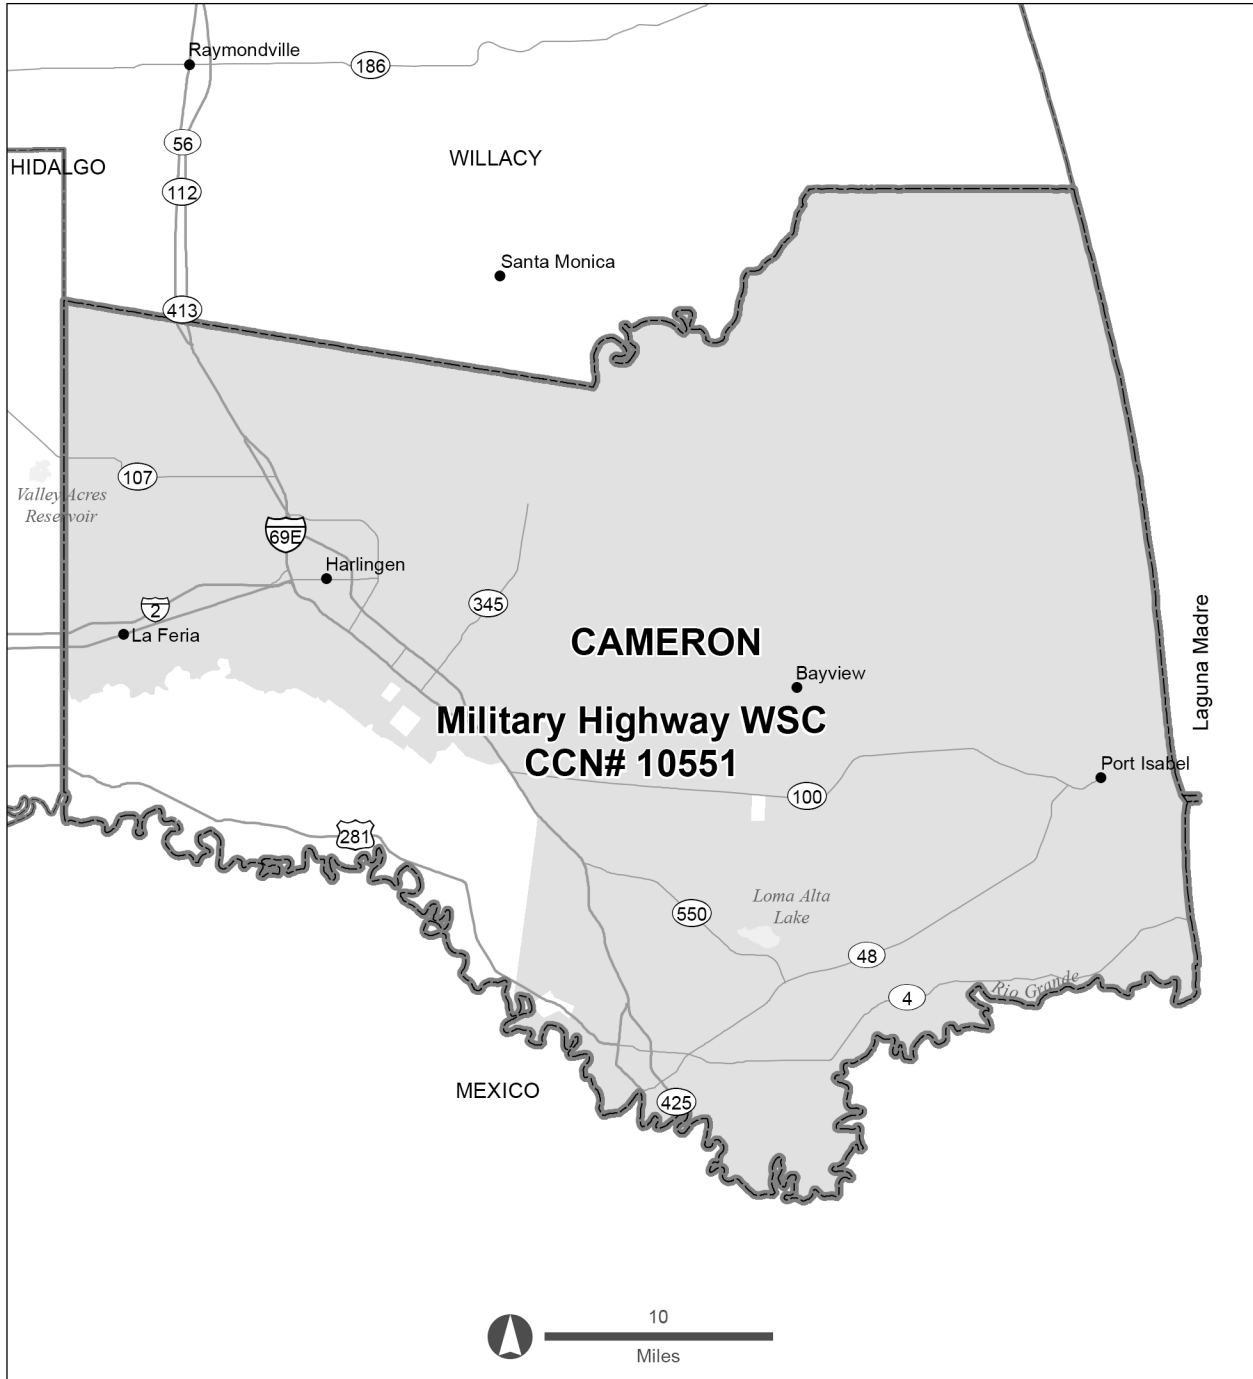 Raymondville
186
56
HIDALGO
WILLACY
112
Santa Monica
413
107
Valley Acres
Reservoir
69E
Harlingen
2
345
La Feria
CAMERON
Bayview
Laguna Madre
Military Highway WSC
CCN# 10551
Port Isabel
100
281
Loma Alta
Lake
550
48
Rio Grande
4
MEXICO
425
10
Miles